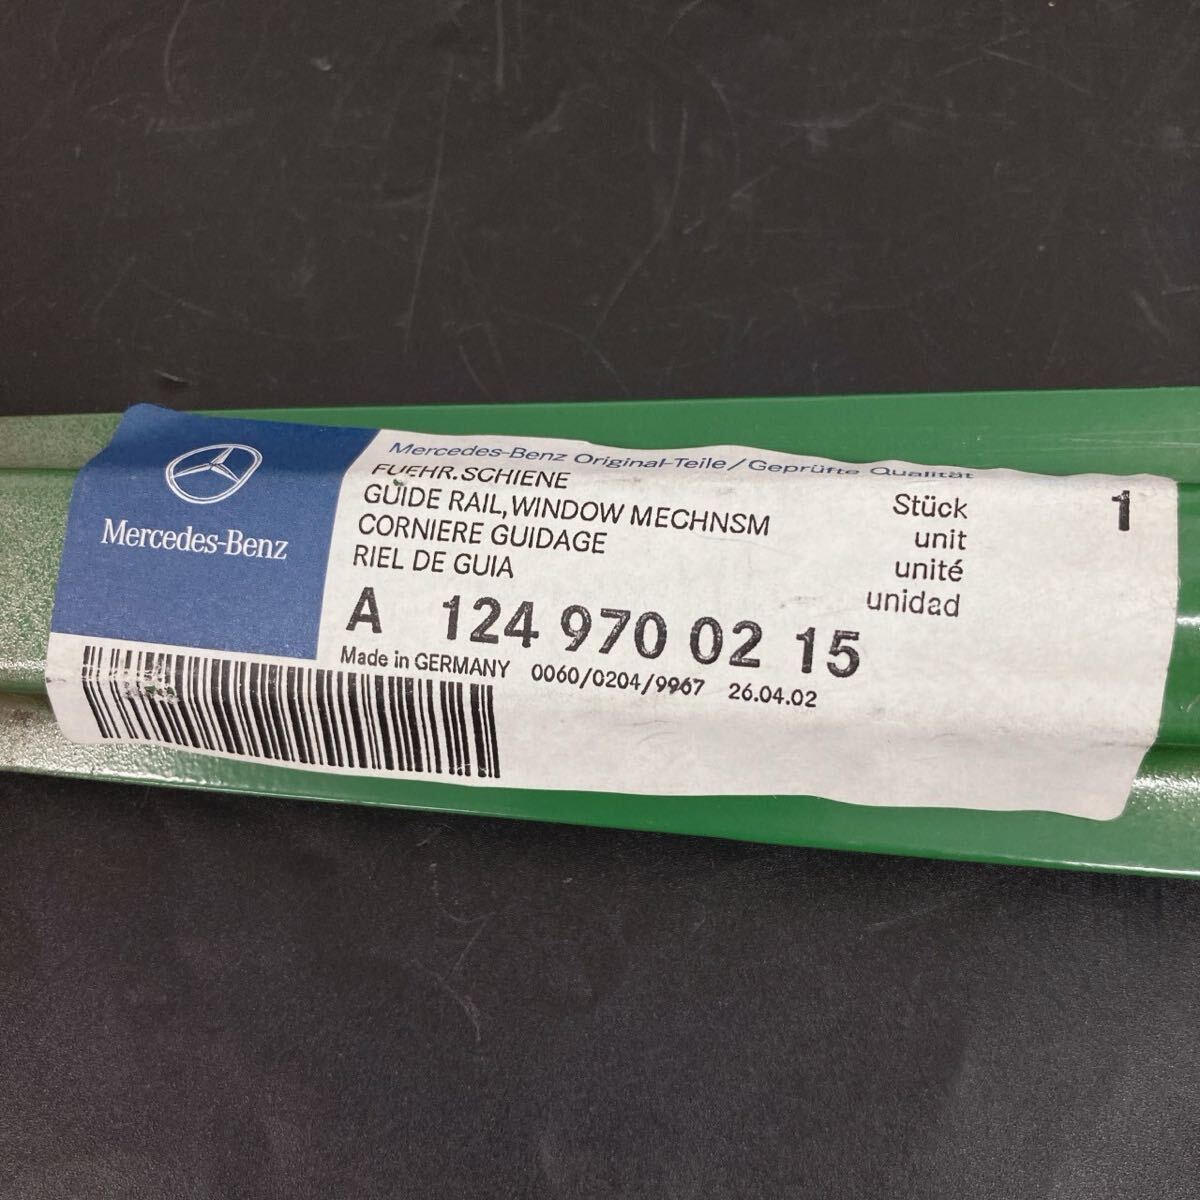 Mercedes-Benz
Mercedes-Benz Original-Teile/Geprüfte Qualität
FUEHR.SCHIENE
GUIDE RAIL,WINDOW MECHNSM
CORNIERE GUIDAGE
RIEL DE GUIA
Stück 1
unit
unité
unidad
A 124 970 02 15
Made in GERMANY 0060/0204/9967 26.04.02